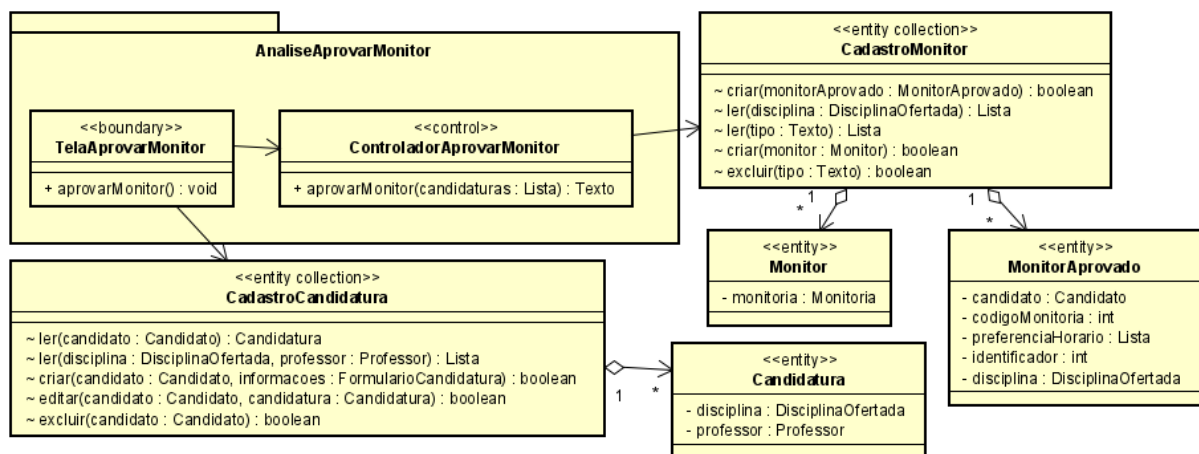 AnaliseAprovarMonitor
<<boundary>>
TelaAprovarMonitor
+ aprovarMonitor() : void
<<control>>
ControladorAprovarMonitor
+ aprovarMonitor(candidaturas : Lista) : Texto
<<entity collection>>
CadastroMonitor
~ criar(monitorAprovado : MonitorAprovado) : boolean
~ ler(disciplina : DisciplinaOfertada) : Lista
~ ler(tipo : Texto) : Lista
~ criar(monitor : Monitor) : boolean
~ excluir(tipo : Texto) : boolean
1
*
1
*
<<entity>>
Monitor
- monitoria : Monitoria
<<entity>>
MonitorAprovado
- candidato : Candidato
- codigoMonitoria : int
- preferenciaHorario : Lista
- identificador : int
- disciplina : DisciplinaOfertada
<<entity collection>>
CadastroCandidatura
~ ler(candidato : Candidato) : Candidatura
~ ler(disciplina : DisciplinaOfertada, professor : Professor) : Lista
~ criar(candidato : Candidato, informacoes : FormularioCandidatura) : boolean
~ editar(candidato : Candidato, candidatura : Candidatura) : boolean
~ excluir(candidato : Candidato) : boolean
1
*
<<entity>>
Candidatura
- disciplina : DisciplinaOfertada
- professor : Professor